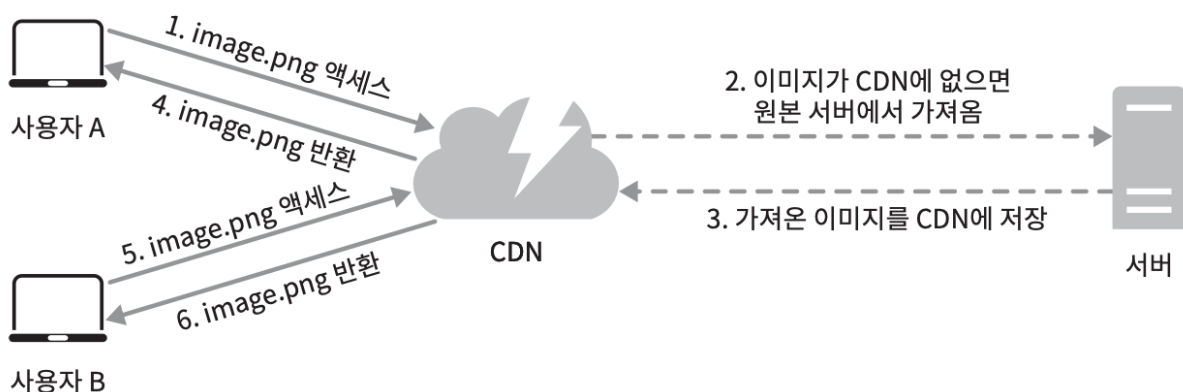 1. image.png 액세스
4. image.png 반환
사용자 A
2. 이미지가 CDN에 없으면
원본 서버에서 가져옴
3. 가져온 이미지를 CDN에 저장
CDN
서버
5. image.png 액세스
6. image.png 반환
사용자 B